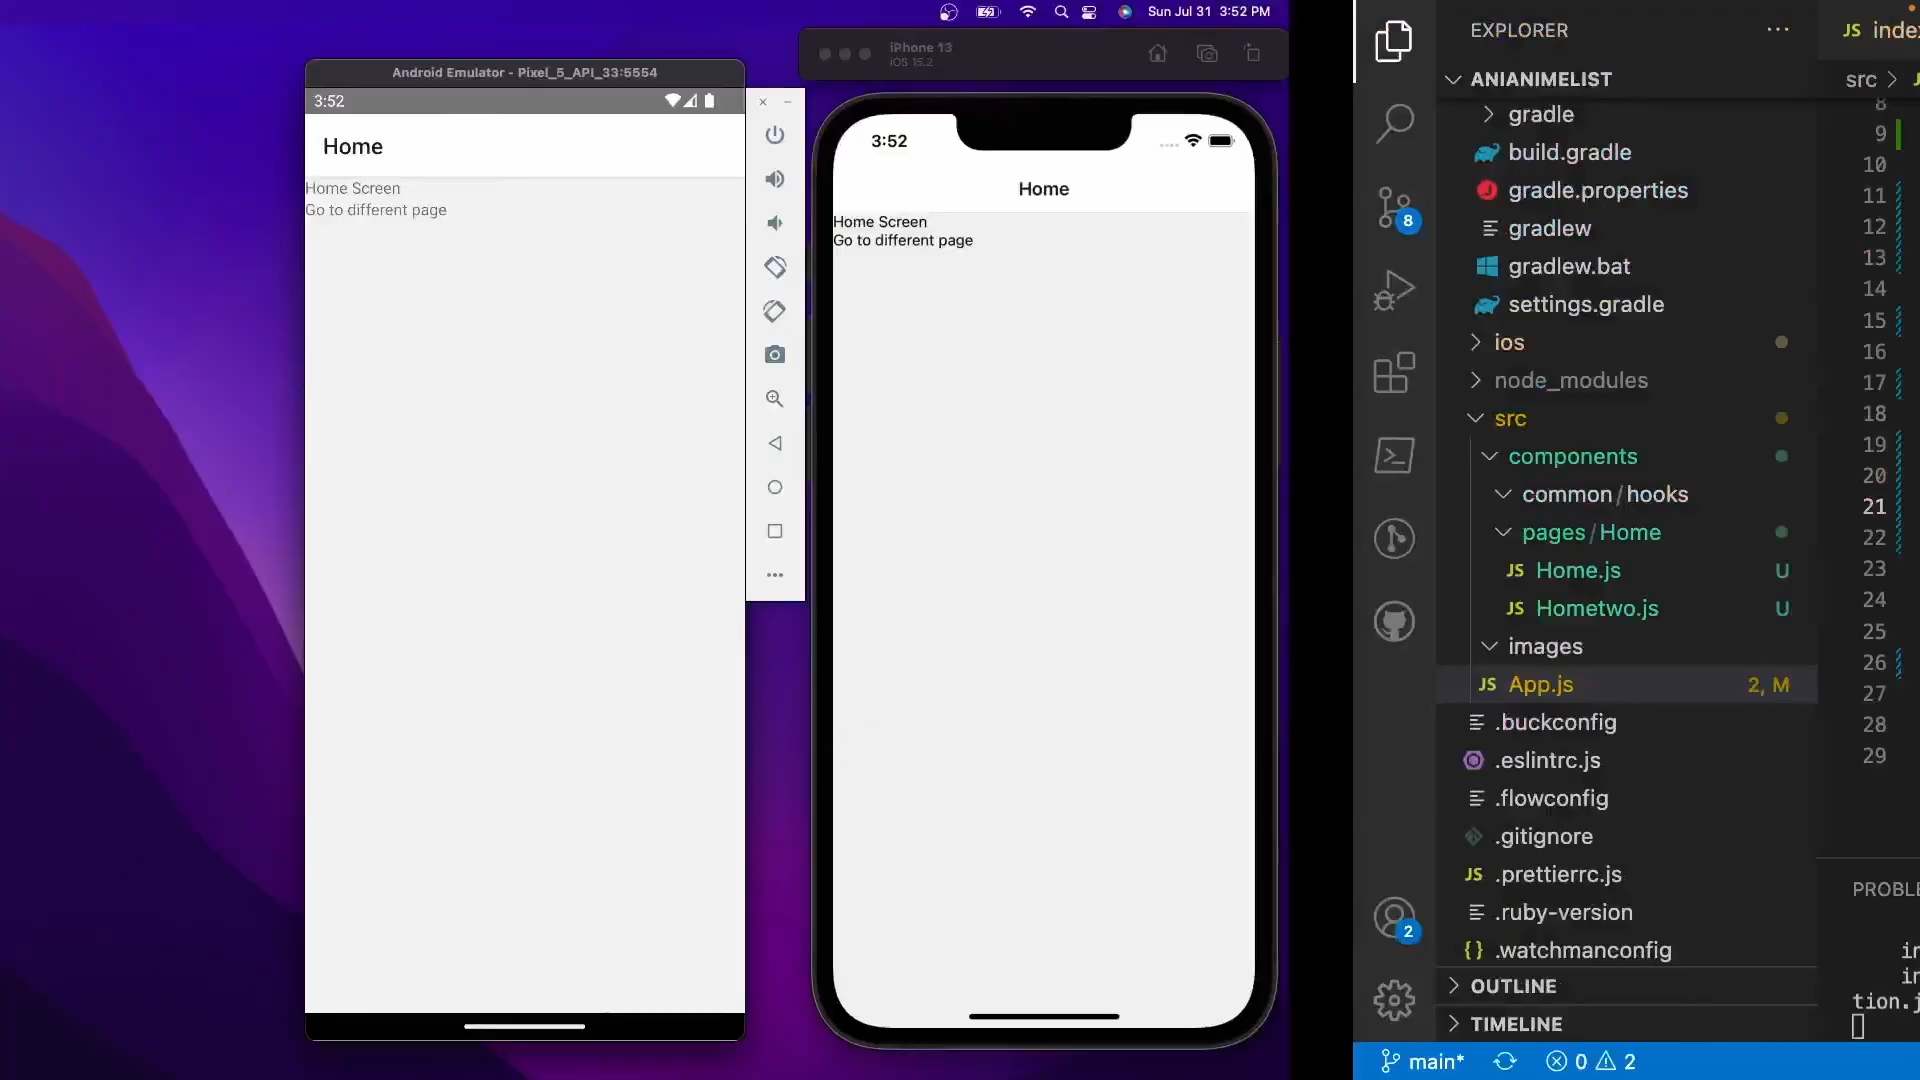 Sun Jul 31 3:52 PM
Android Emulator - Pixel_5_API_33:5554
3:52
Home
Home Screen
Go to different page
iPhone 13
iOS 15.2
3:52
Home
Home Screen
Go to different page
EXPLORER
ANIANIMELIST
gradle
build.gradle
gradle.properties
gradlew
gradlew.bat
settings.gradle
ios
node_modules
src
components
common/hooks
pages/Home
JS Home.js U
JS Hometwo.js U
images
JS App.js 2, M
.buckconfig
.eslintrc.js
.flowconfig
.gitignore
JS .prettierrc.js
.ruby-version
{} .watchmanconfig
OUTLINE
TIMELINE
8
2
main*
0
2
JS index
src >
8
9
10
11
12
13
14
15
16
17
18
19
20
21
22
23
24
25
26
27
28
29
PROBLE
in
in
tion.j